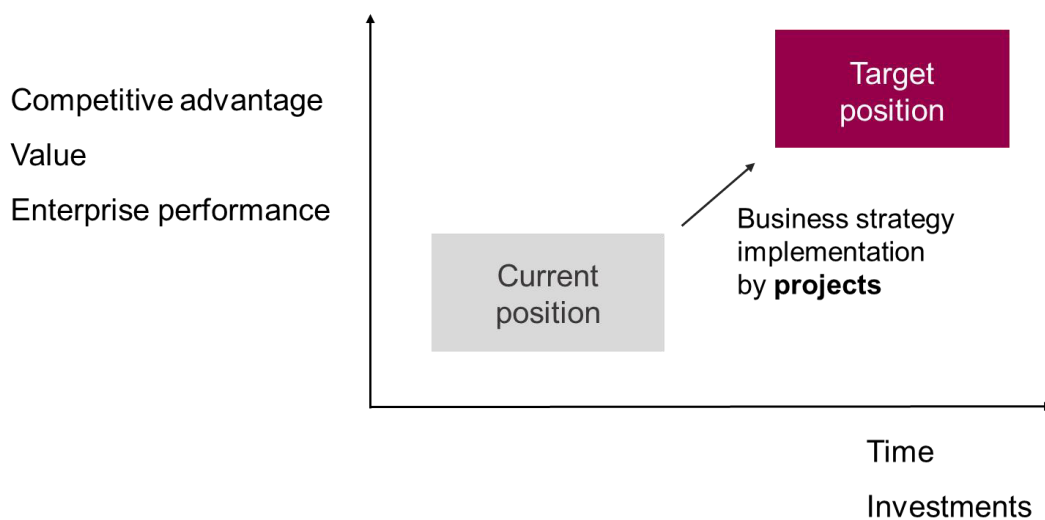 Competitive advantage
Value
Enterprise performance
Target
position
Current
position
Business strategy
implementation
by projects
Time
Investments